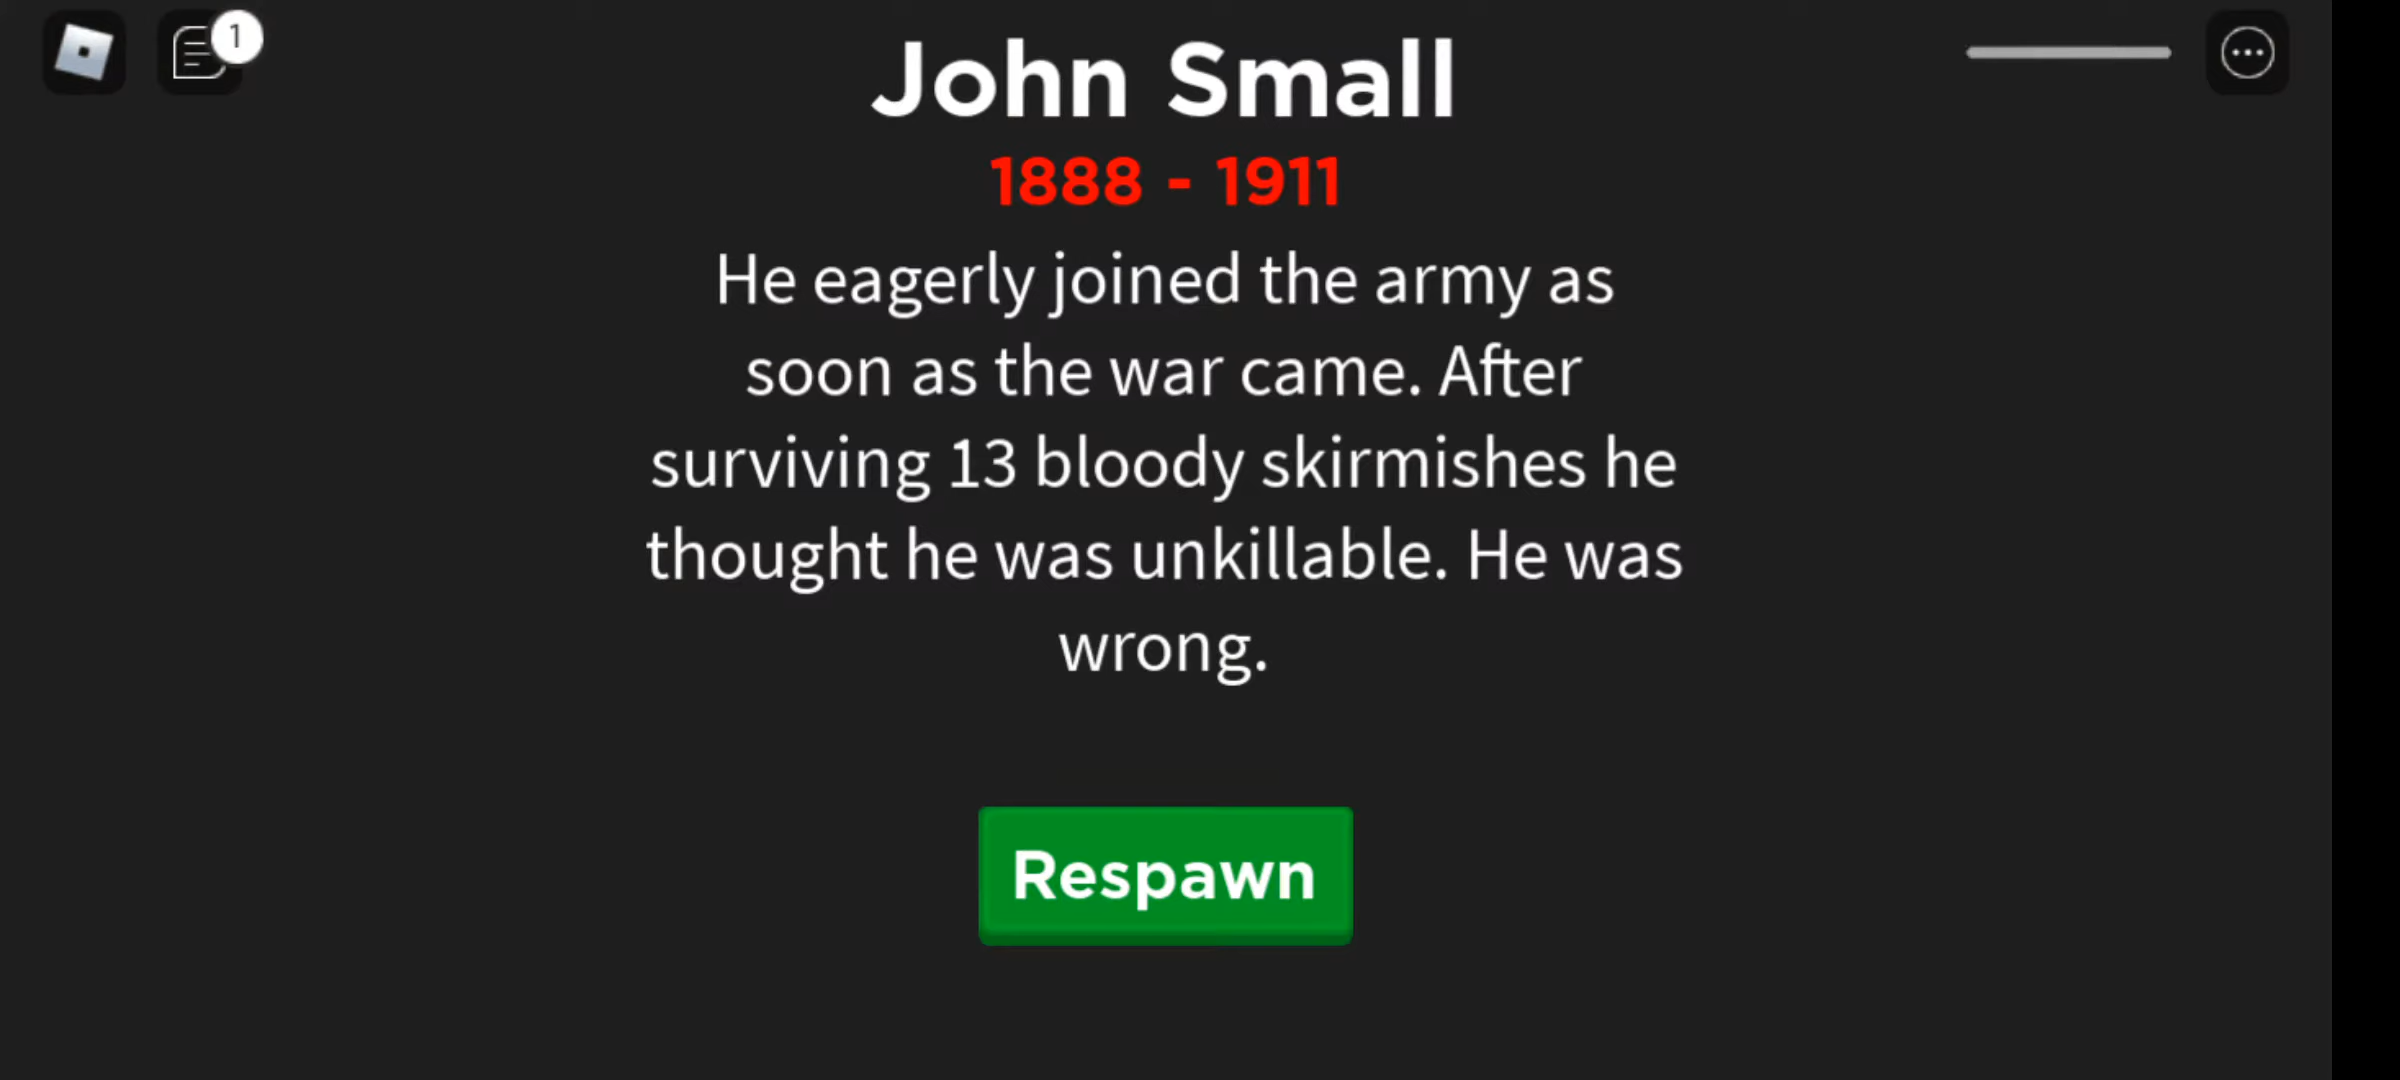 1
John Small
1888 - 1911
He eagerly joined the army as
soon as the war came. After
surviving 13 bloody skirmishes he
thought he was unkillable. He was
wrong.
Respawn